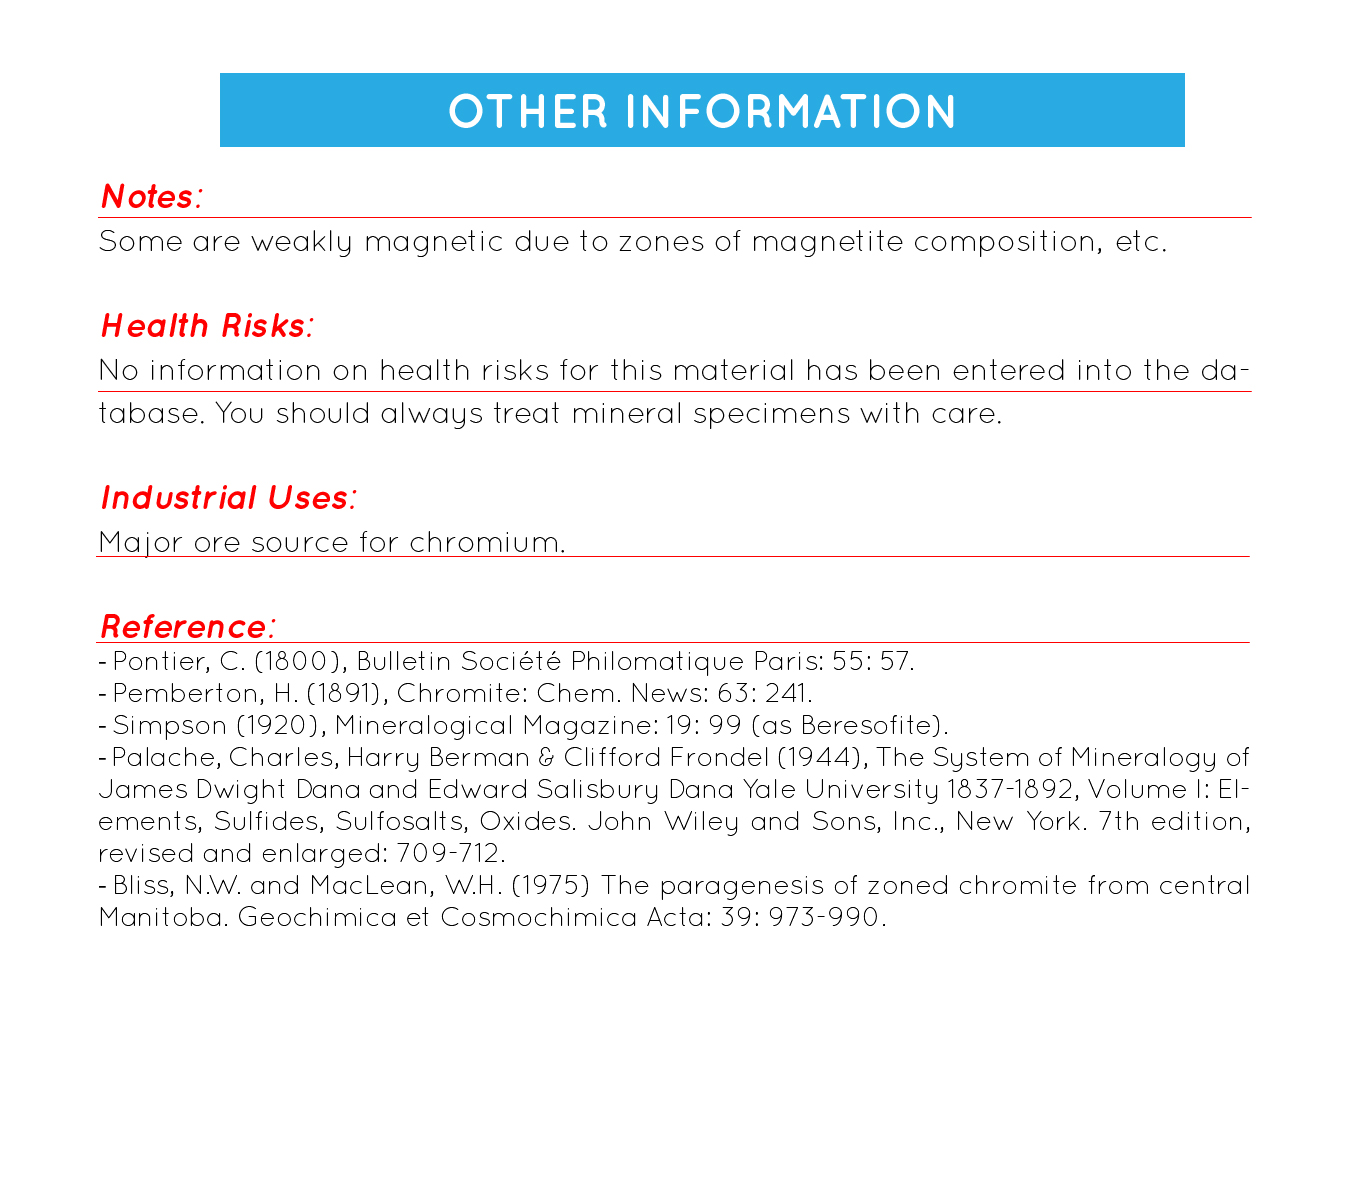 OTHER INFORMATION
Notes:
Some are weakly magnetic due to zones of magnetite composition, etc.
Health Risks:
No information on health risks for this material has been entered into the da-
tabase. You should always treat mineral specimens with care.
Industrial Uses:
Major ore source for chromium.
Reference:
- Pontier, C. (1800), Bulletin Société Philomatique Paris: 55: 57.
- Pemberton, H. (1891), Chromite: Chem. News: 63: 241.
- Simpson (1920), Mineralogical Magazine: 19: 99 (as Beresofite).
- Palache, Charles, Harry Berman & Clifford Frondel (1944), The System of Mineralogy of
James Dwight Dana and Edward Salisbury Dana Yale University 1837-1892, Volume I: El-
ements, Sulfides, Sulfosalts, Oxides. John Wiley and Sons, Inc., New York. 7th edition,
revised and enlarged: 709-712.
- Bliss, N.W. and MacLean, W.H. (1975) The paragenesis of zoned chromite from central
Manitoba. Geochimica et Cosmochimica Acta: 39: 973-990.